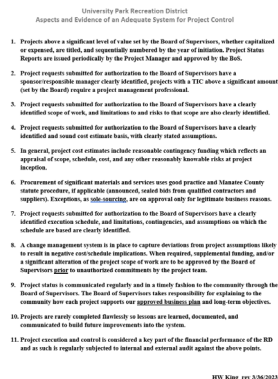 University Park Recreation District
Aspects and Evidence of an Adequate System for Project Control
1. Projects above a significant level of value set by the Board of Supervisors, whether capitalized
or expensed, are titled, and sequentially numbered by the year of initiation. Project Status
Reports are issued periodically by the Project Manager and approved by the BoS.
2. Project requests submitted for authorization to the Board of Supervisors have a
sponsor/responsible manager clearly identified, projects with a TIC above a significant amount
(set by the Board) require a project management professional.
3. Project requests submitted for authorization to the Board of Supervisors have a clearly
identified scope of work, and limitations to and risks to that scope are also clearly identified.
4. Project requests submitted for authorization to the Board of Supervisors have a clearly
identified and sound cost estimate basis, with clearly stated assumptions.
5. In general, project cost estimates include reasonable contingency funding which reflects an
appraisal of scope, schedule, cost, and any other reasonably knowable risks at project
inception.
6. Procurement of significant materials and services uses good practice and Manatee County
statute procedure, if applicable (announced, sealed bids from qualified contractors and
suppliers). Exceptions, as sole-sourcing, are on approval only for legitimate business reasons.
7. Project requests submitted for authorization to the Board of Supervisors have a clearly
identified execution schedule, and limitations, contingencies, and assumptions on which the
schedule are based are clearly identified.
8. A change management system is in place to capture deviations from project assumptions likely
to result in negative cost/schedule implications. When required, supplemental funding, and/or
a significant alteration of the project scope of work are to be approved by the Board of
Supervisors prior to unauthorized commitments by the project team.
9. Project status is communicated regularly and in a timely fashion to the community through the
Board of Supervisors. The Board of Supervisors takes responsibility for explaining to the
community how each project supports our approved business plan and long-term objectives.
10. Projects are rarely completed flawlessly so lessons are learned, documented, and
communicated to build future improvements into the system.
11. Project execution and control is considered a key part of the financial performance of the RD
and as such is regularly subjected to internal and external audit against the above points.
HW King rev 3/36/2023